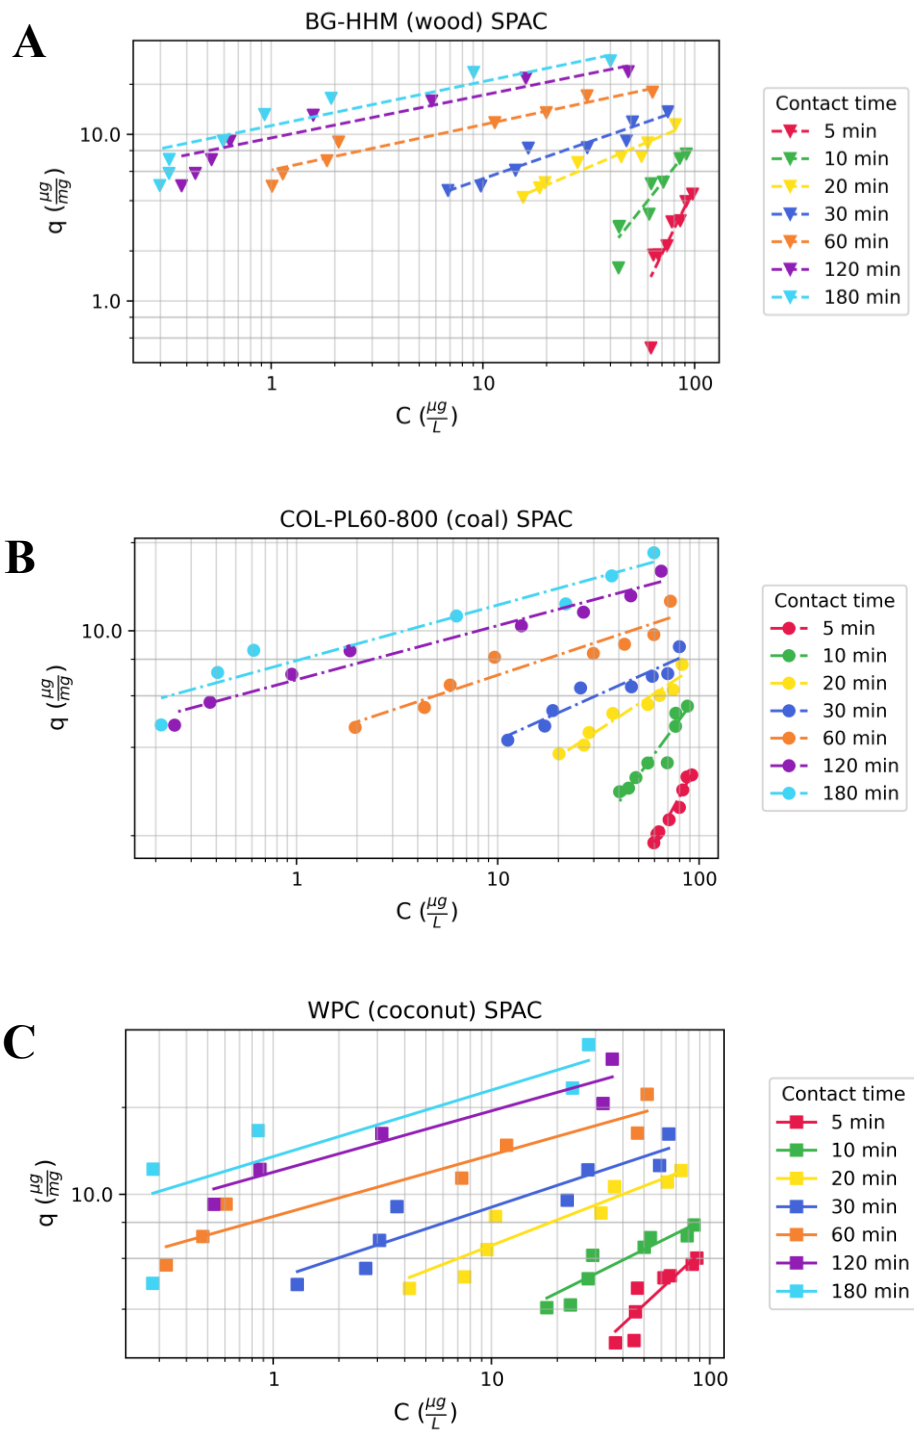 A
BG-HHM (wood) SPAC
10.0
1.0
q (μg/mg)
1
10
100
C (μg/L)
Contact time
5 min
10 min
20 min
30 min
60 min
120 min
180 min
B
COL-PL60-800 (coal) SPAC
10.0
q (μg/mg)
1
10
100
C (μg/L)
Contact time
5 min
10 min
20 min
30 min
60 min
120 min
180 min
C
WPC (coconut) SPAC
10.0
q (μg/mg)
1
10
100
C (μg/L)
Contact time
5 min
10 min
20 min
30 min
60 min
120 min
180 min